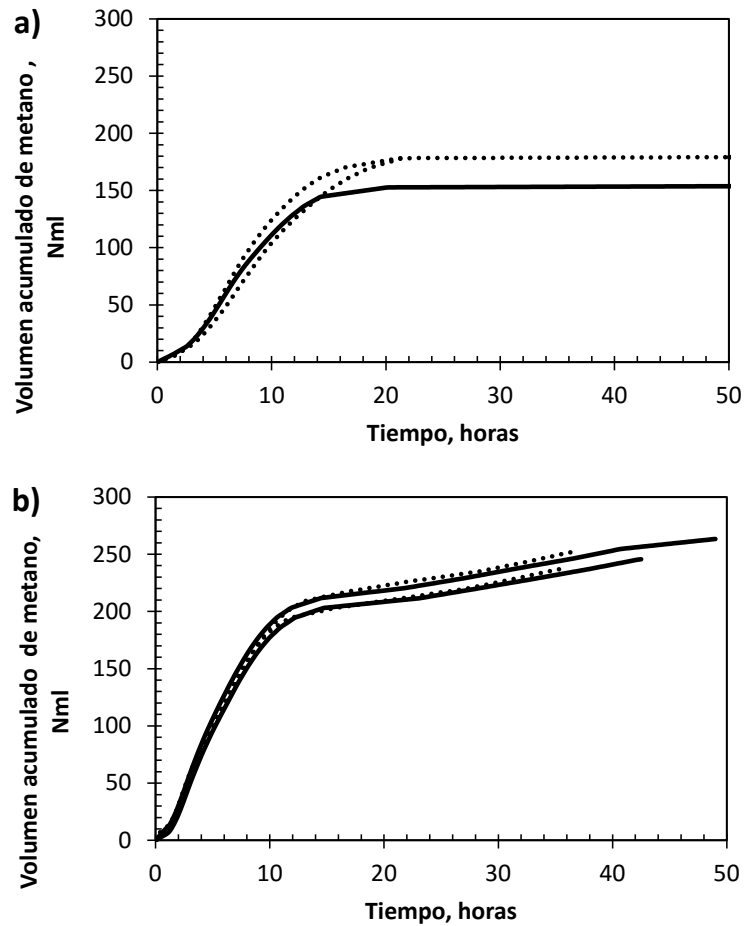 a)
Volumen acumulado de metano ,
Nml
300
250
200
150
100
50
0
0 10 20 30 40 50
Tiempo, horas
b)
Volumen acumulado de metano,
Nml
300
250
200
150
100
50
0
0 10 20 30 40 50
Tiempo, horas